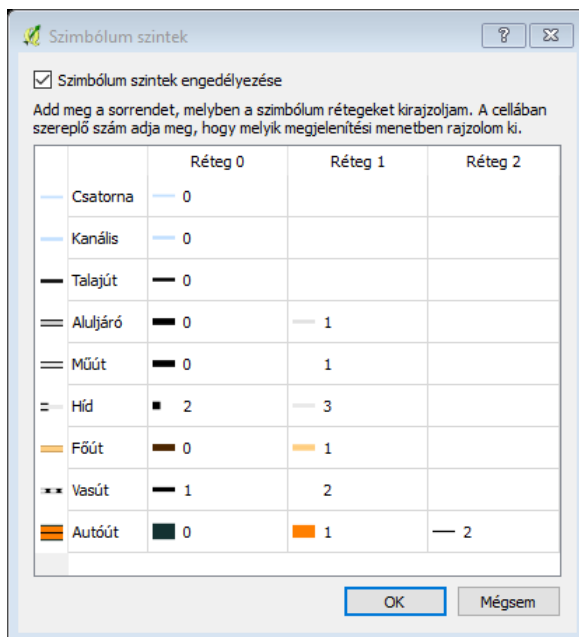 Szimbólum szintek
Szimbólum szintek engedélyezése
Add meg a sorrendet, melyben a szimbólum rétegeket kirajzoljam. A cellában
szereplő szám adja meg, hogy melyik megjelenítési menetben rajzolom ki.
Réteg 0 Réteg 1 Réteg 2
Csatorna 0
Kanális 0
Talajút 0
Aluljáró 0 1
Műút 0 1
Híd 2 3
Főút 0 1
Vasút 1 2
Autóút 0 1 2
OK Mégsem